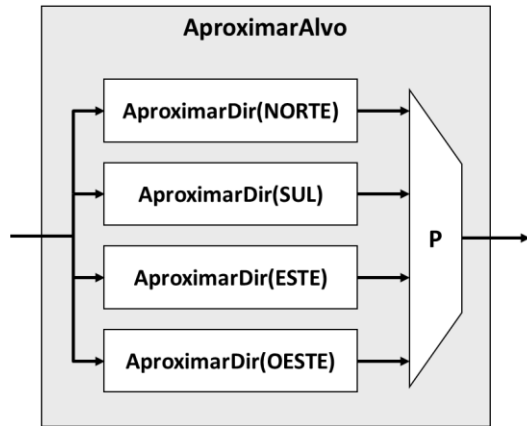 AproximarAlvo
AproximarDir(NORTE)
AproximarDir(SUL)
P
AproximarDir(ESTE)
AproximarDir(OESTE)